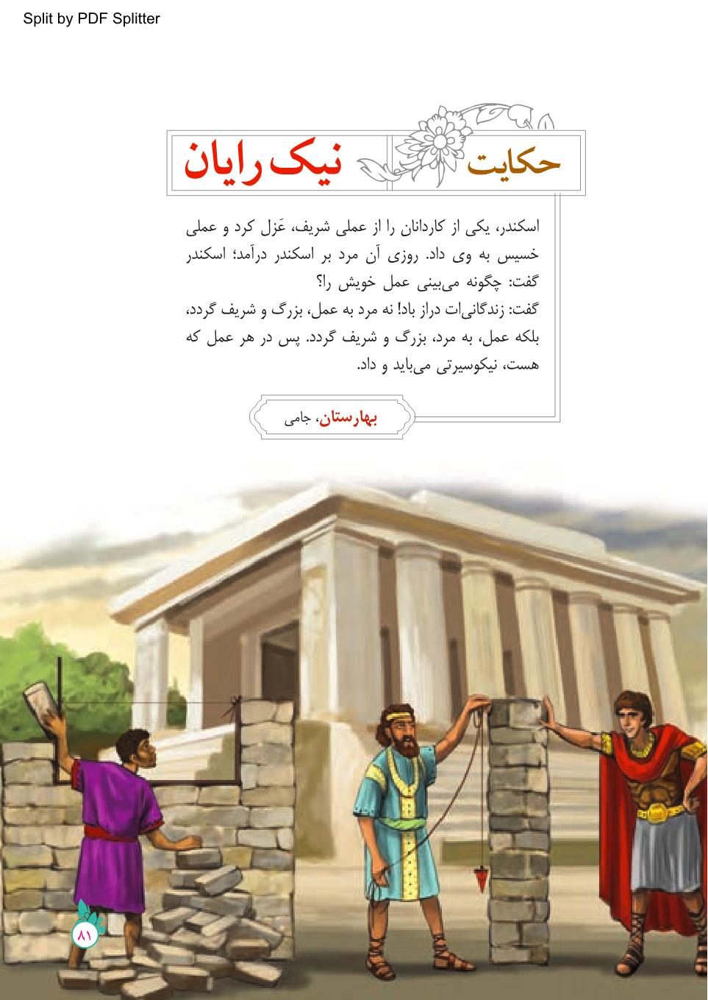 Split by PDF Splitter
حکایت
نیک‌رایان
اسکندر، یکی از کاردانان را از عملی شریف، عَزل کرد و عملی
خسیس به وی داد. روزی آن مرد بر اسکندر درآمد؛ اسکندر
گفت: چگونه می‌بینی عمل خویش را؟
گفت: زندگانی‌ات دراز باد! نه مرد به عمل، بزرگ و شریف گردد،
بلکه عمل، به مرد، بزرگ و شریف گردد. پس در هر عمل که
هست، نیکوسیرتی می‌باید و داد.
بهارستان، جامی
۸۱